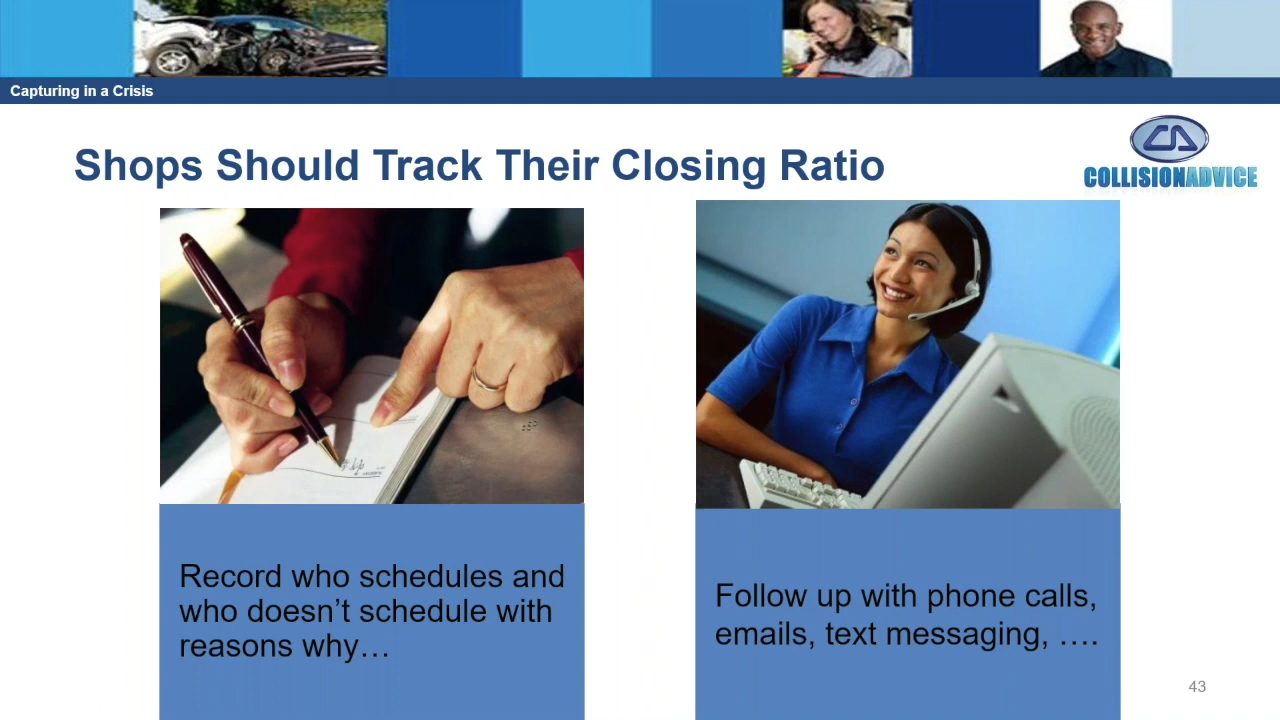 Capturing in a Crisis
Shops Should Track Their Closing Ratio
COLLISIONADVICE
Record who schedules and
who doesn’t schedule with
reasons why…
Follow up with phone calls,
emails, text messaging, ….
43